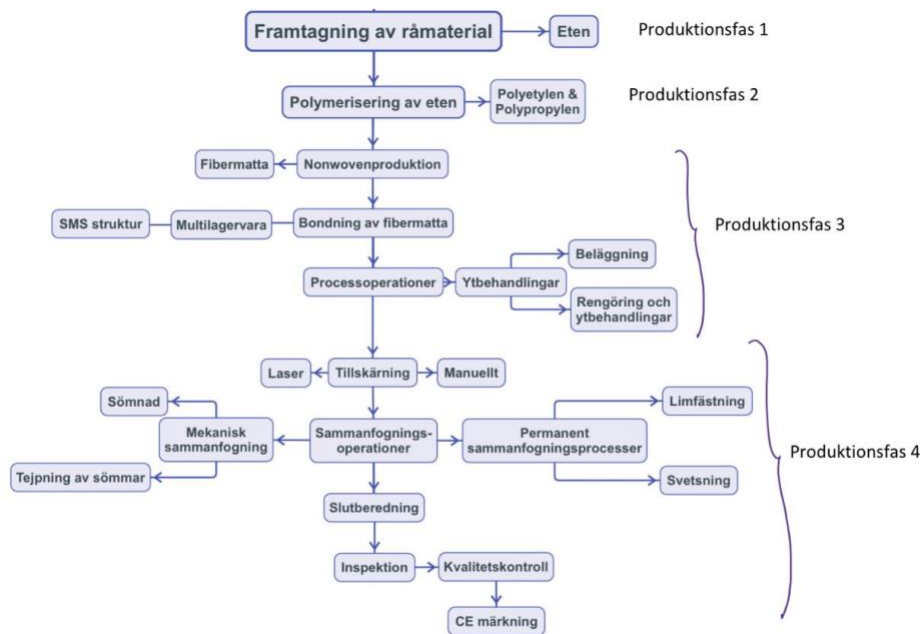 Framtagning av råmaterial
Eten
Produktionsfas 1
Polymerisering av eten
Polyetylen &
Polypropylen
Produktionsfas 2
Fibermatta
Nonwovenproduktion
SMS struktur
Multilagervara
Bondning av fibermatta
Produktionsfas 3
Beläggning
Processoperationer
Ytbehandlingar
Rengöring och
ytbehandlingar
Laser
Tillskärning
Manuellt
Sömnad
Limfästning
Mekanisk
sammanfogning
Sammanfognings-
operationer
Permanent
sammanfogningsprocesser
Produktionsfas 4
Tejpning av sömmar
Svetsning
Slutberedning
Inspektion
Kvalitetskontroll
CE märkning